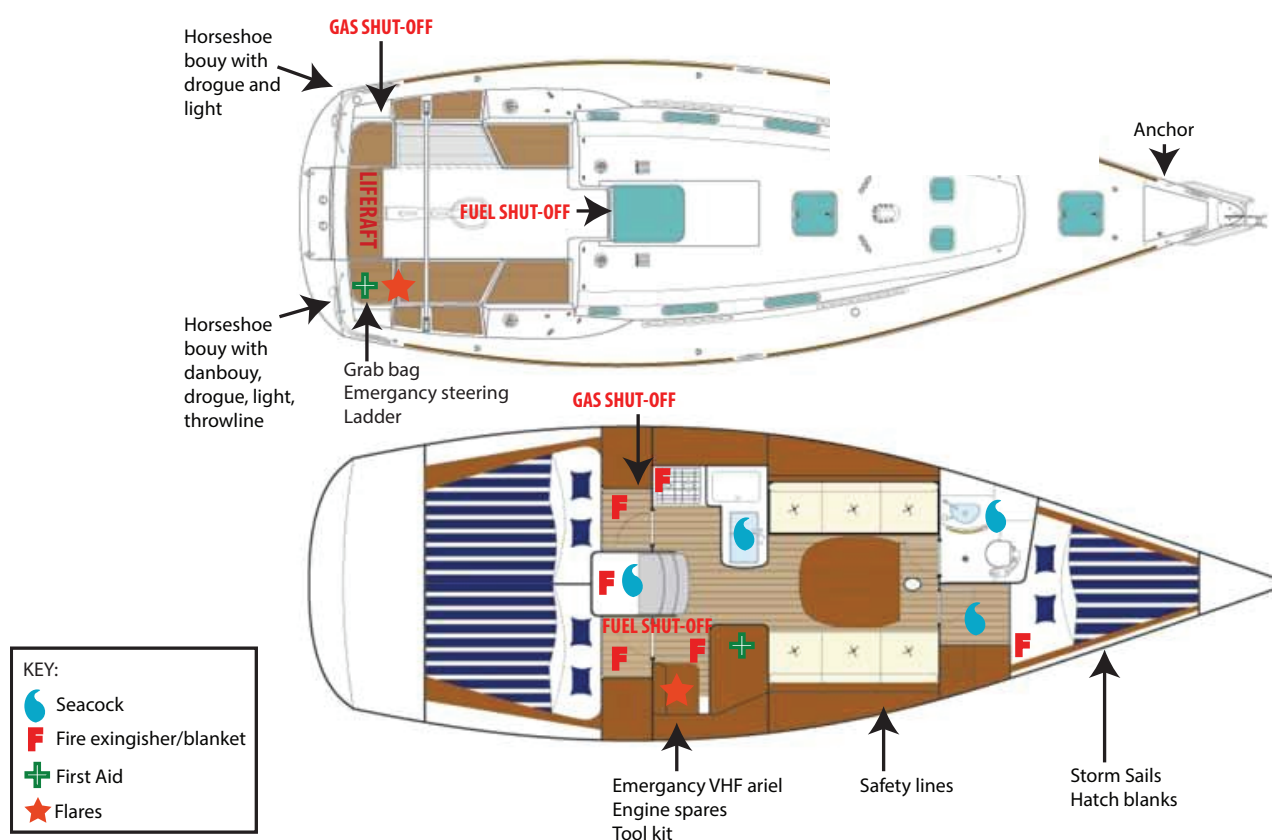 GAS SHUT-OFF
Horseshoe
bouy with
drogue and
light
Anchor
LIFERAFT
FUEL SHUT-OFF
Horseshoe
bouy with
danbouy,
drogue, light,
throwline
Grab bag
Emergancy steering
Ladder
GAS SHUT-OFF
F
F
F
FUEL SHUT-OFF
F
F
F
KEY:
Seacock
F Fire exingisher/blanket
First Aid
Flares
Emergancy VHF ariel
Engine spares
Tool kit
Safety lines
Storm Sails
Hatch blanks